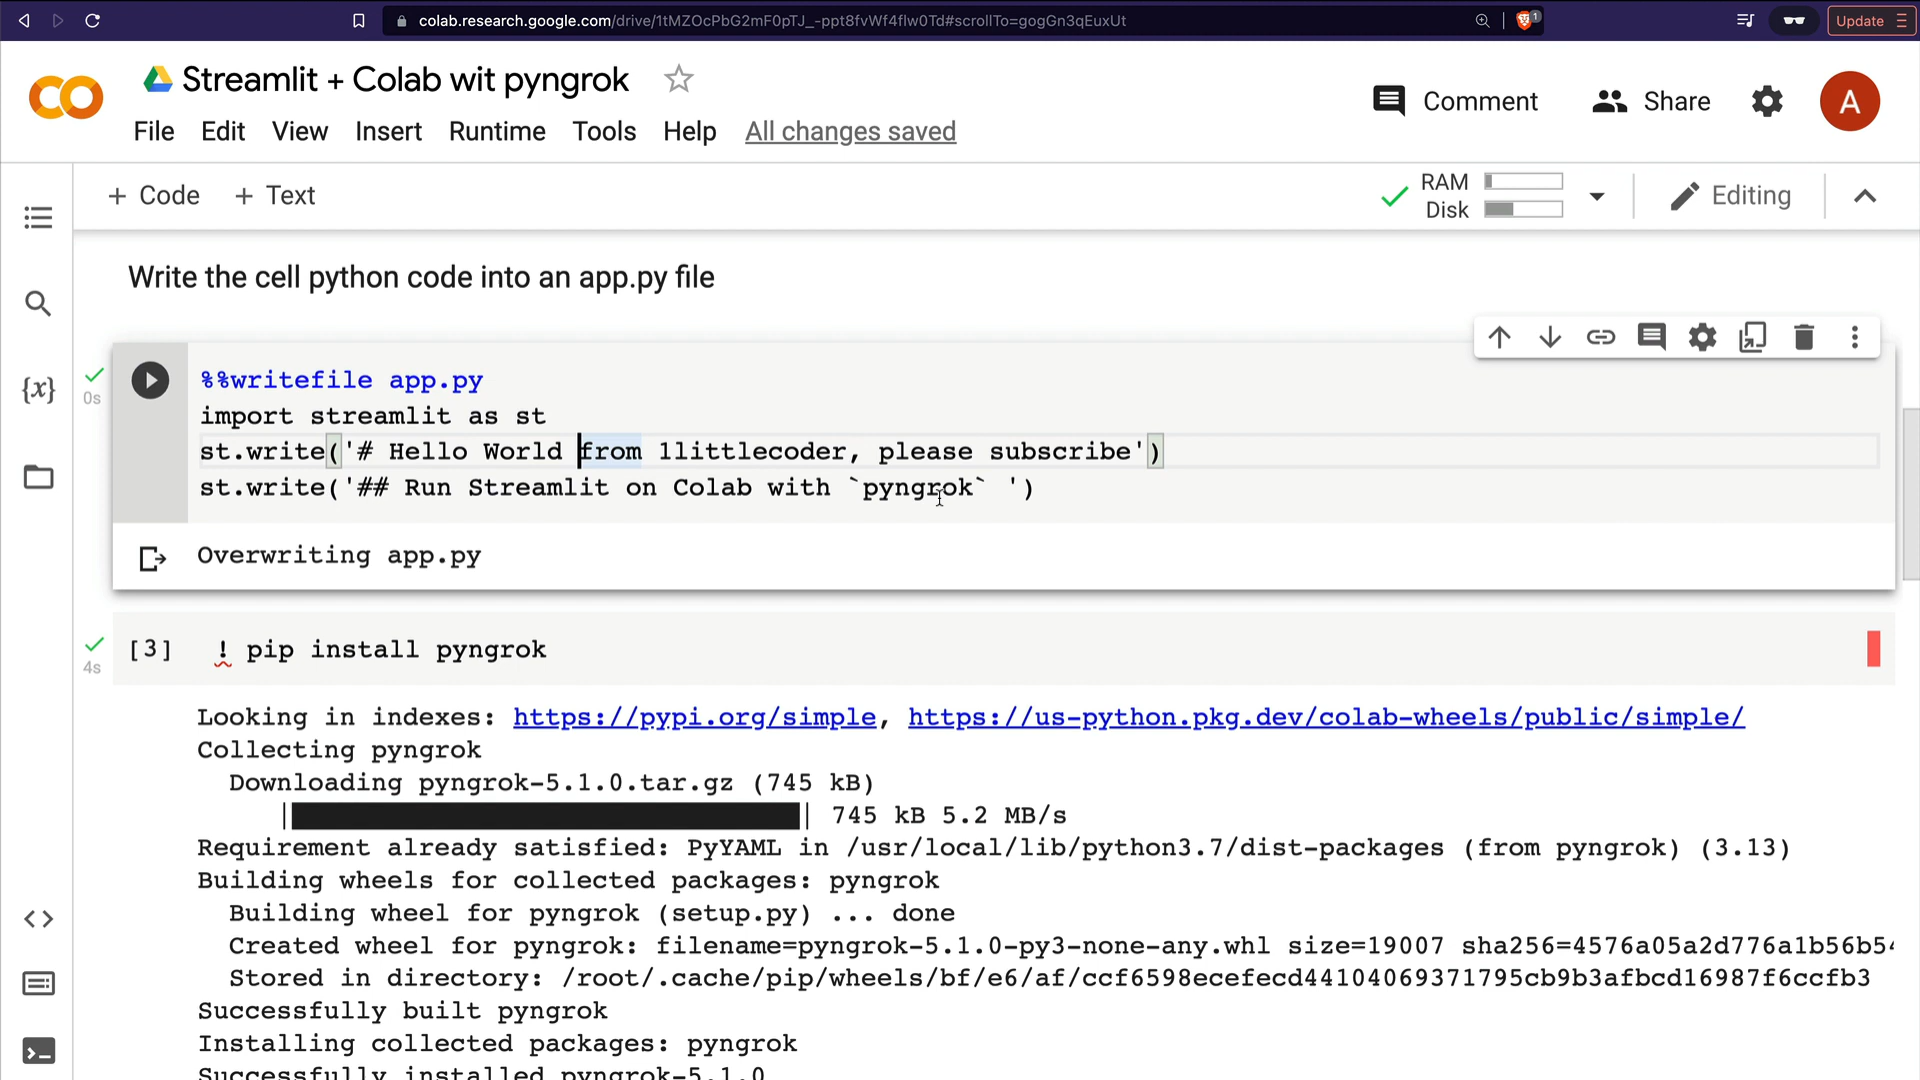 colab.research.google.com/drive/1tMZOcPbG2mF0pTJ_-ppt8fvWf4flw0Td#scrollTo=gogGn3qEuxUt
1
Update
Streamlit + Colab wit pyngrok
Comment
Share
A
File Edit View Insert Runtime Tools Help All changes saved
+ Code + Text
RAM
Disk
Editing
Write the cell python code into an app.py file
0s
%%writefile app.py
import streamlit as st
st.write('# Hello World from 1littlecoder, please subscribe')
st.write('## Run Streamlit on Colab with `pyngrok` ')
{x}
Overwriting app.py
4s
[3] ! pip install pyngrok
Looking in indexes: https://pypi.org/simple, https://us-python.pkg.dev/colab-wheels/public/simple/
Collecting pyngrok
Downloading pyngrok-5.1.0.tar.gz (745 kB)
| | 745 kB 5.2 MB/s
Requirement already satisfied: PyYAML in /usr/local/lib/python3.7/dist-packages (from pyngrok) (3.13)
Building wheels for collected packages: pyngrok
Building wheel for pyngrok (setup.py) ... done
Created wheel for pyngrok: filename=pyngrok-5.1.0-py3-none-any.whl size=19007 sha256=4576a05a2d776a1b56b54
Stored in directory: /root/.cache/pip/wheels/bf/e6/af/ccf6598ecefecd44104069371795cb9b3afbcd16987f6ccfb3
Successfully built pyngrok
Installing collected packages: pyngrok
Successfully installed pyngrok-5.1.0